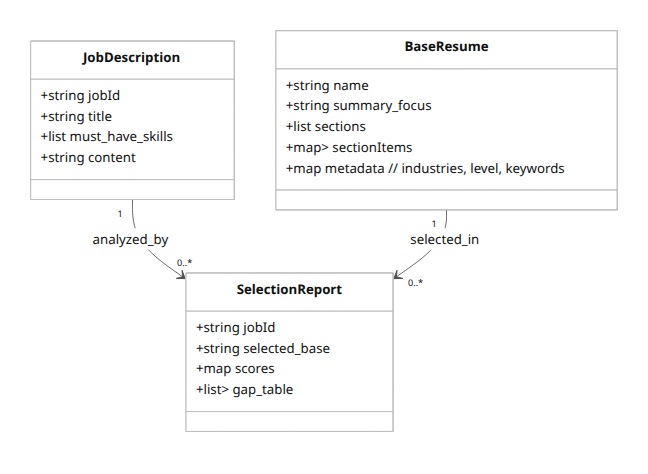 JobDescription
+string jobId
+string title
+list must_have_skills
+string content
BaseResume
+string name
+string summary_focus
+list sections
+map> sectionItems
+map metadata // industries, level, keywords
1
analyzed_by
0..*
1
selected_in
0..*
SelectionReport
+string jobId
+string selected_base
+map scores
+list> gap_table